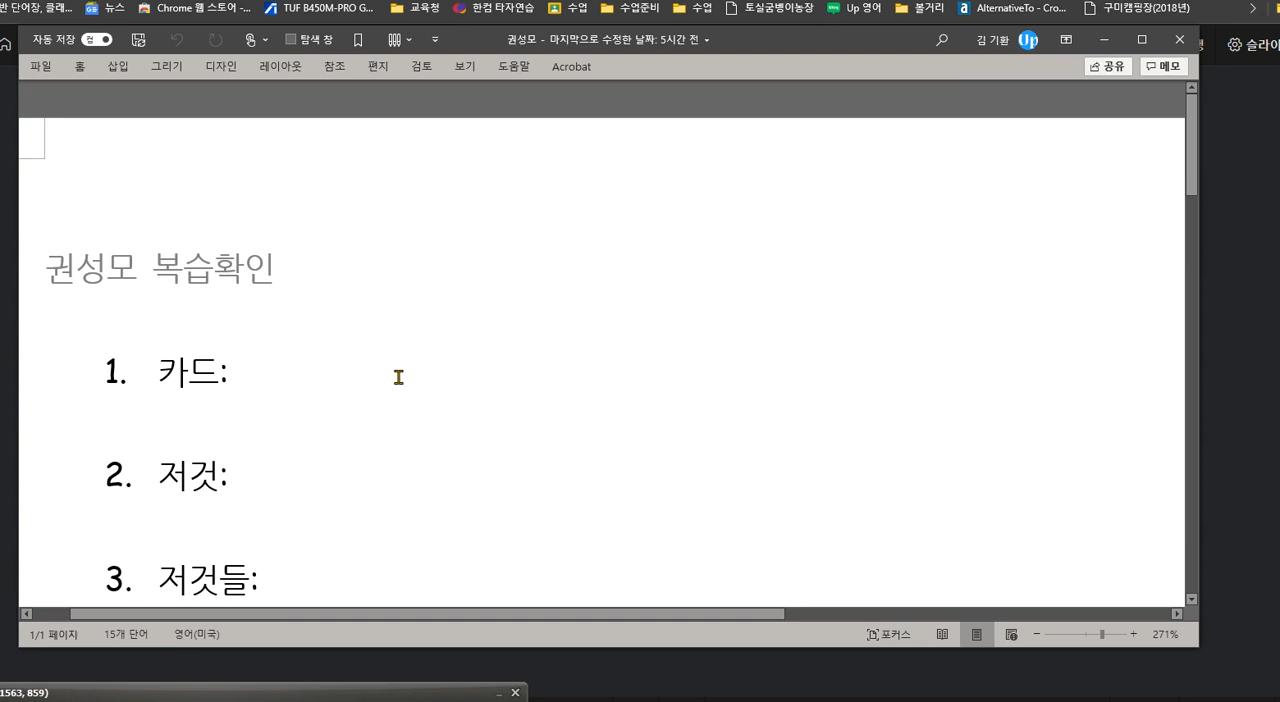 반 단어장, 클래... 뉴스 Chrome 웹 스토어 -... TUF B450M-PRO G... 교육청 한컴 타자연습 수업 수업준비 수업 토실굼벵이농장 Up 영어 볼거리 AlternativeTo - Cro... 구미캠핑장(2018년)
자동 저장 컴 탐색 창 권성모 - 마지막으로 수정한 날짜: 5시간 전 김 기환 Up
슬라이
파일 홈 삽입 그리기 디자인 레이아웃 참조 편지 검토 보기 도움말 Acrobat 공유 메모
권성모 복습확인
1. 카드:
2. 저것:
3. 저것들:
1/1 페이지 15개 단어 영어(미국) 포커스 271%
1563, 859)